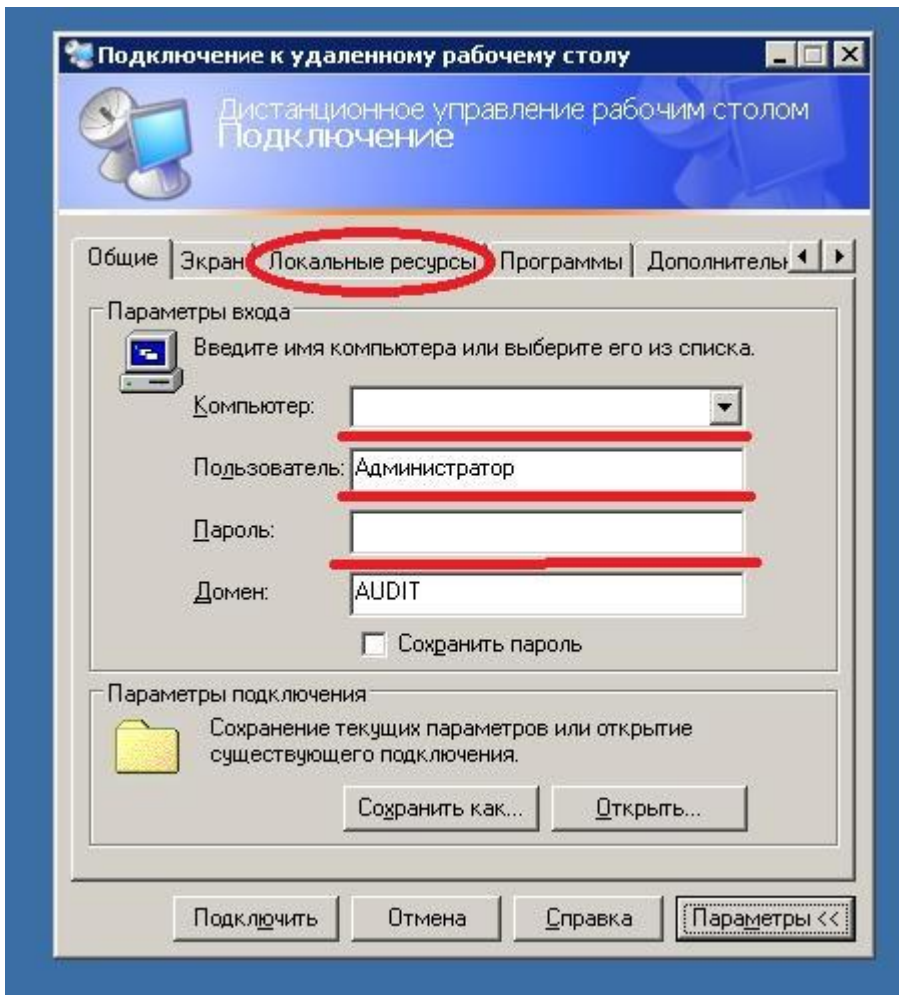 Подключение к удаленному рабочему столу
Дистанционное управление рабочим столом
Подключение
Общие Экран Локальные ресурсы Программы Дополнительн
Параметры входа
Введите имя компьютера или выберите его из списка.
Компьютер:
Пользователь: Администратор
Пароль:
Домен: AUDIT
Сохранить пароль
Параметры подключения
Сохранение текущих параметров или открытие
существующего подключения.
Сохранить как... Открыть...
Подключить Отмена Справка Параметры <<